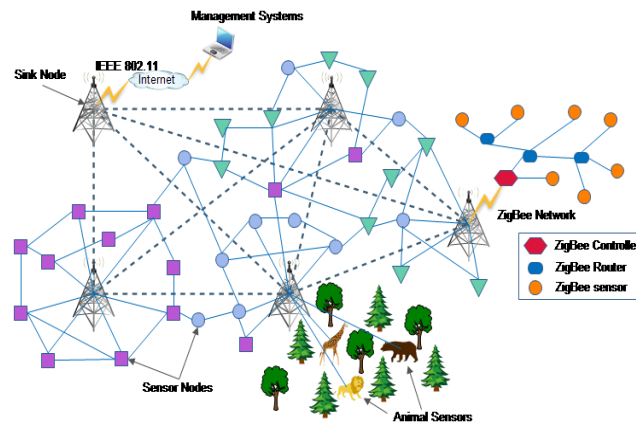 Management Systems
IEEE 802.11
Sink Node
Internet
ZigBee Network
ZigBee Controlle
ZigBee Router
ZigBee sensor
Sensor Nodes
Animal Sensors